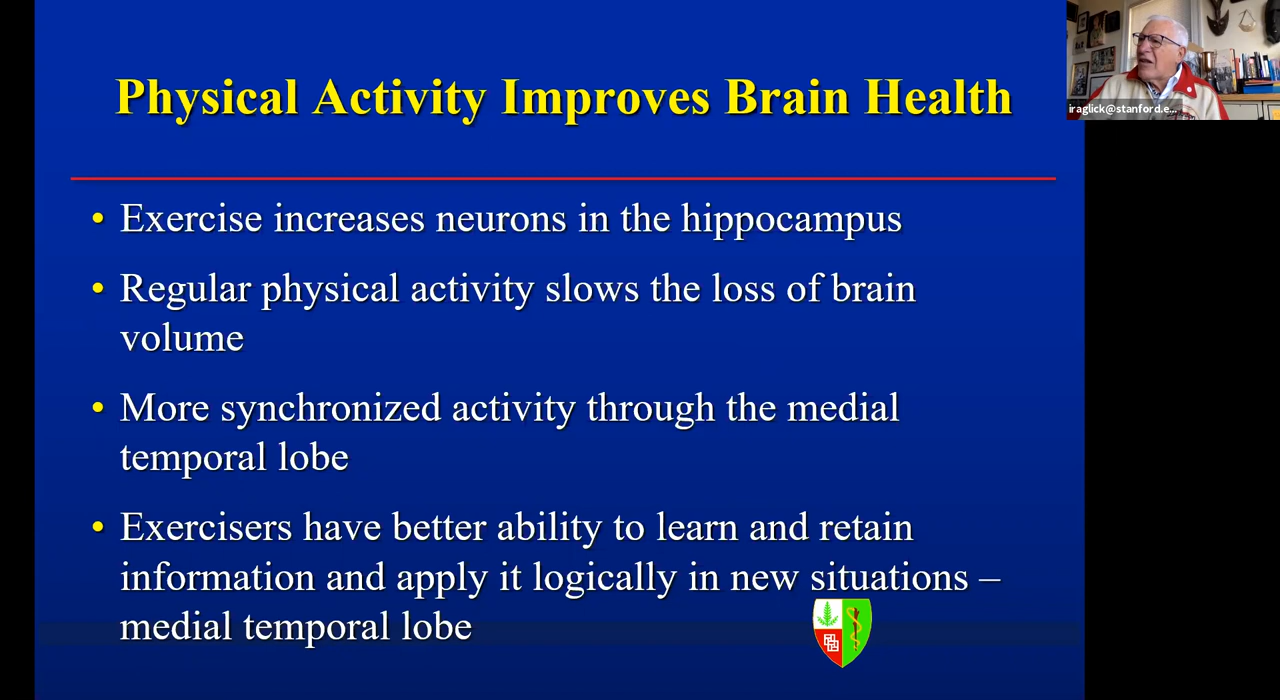 Physical Activity Improves Brain Health
iraglick@stanford.e...
• Exercise increases neurons in the hippocampus
• Regular physical activity slows the loss of brain
volume
• More synchronized activity through the medial
temporal lobe
• Exercisers have better ability to learn and retain
information and apply it logically in new situations –
medial temporal lobe